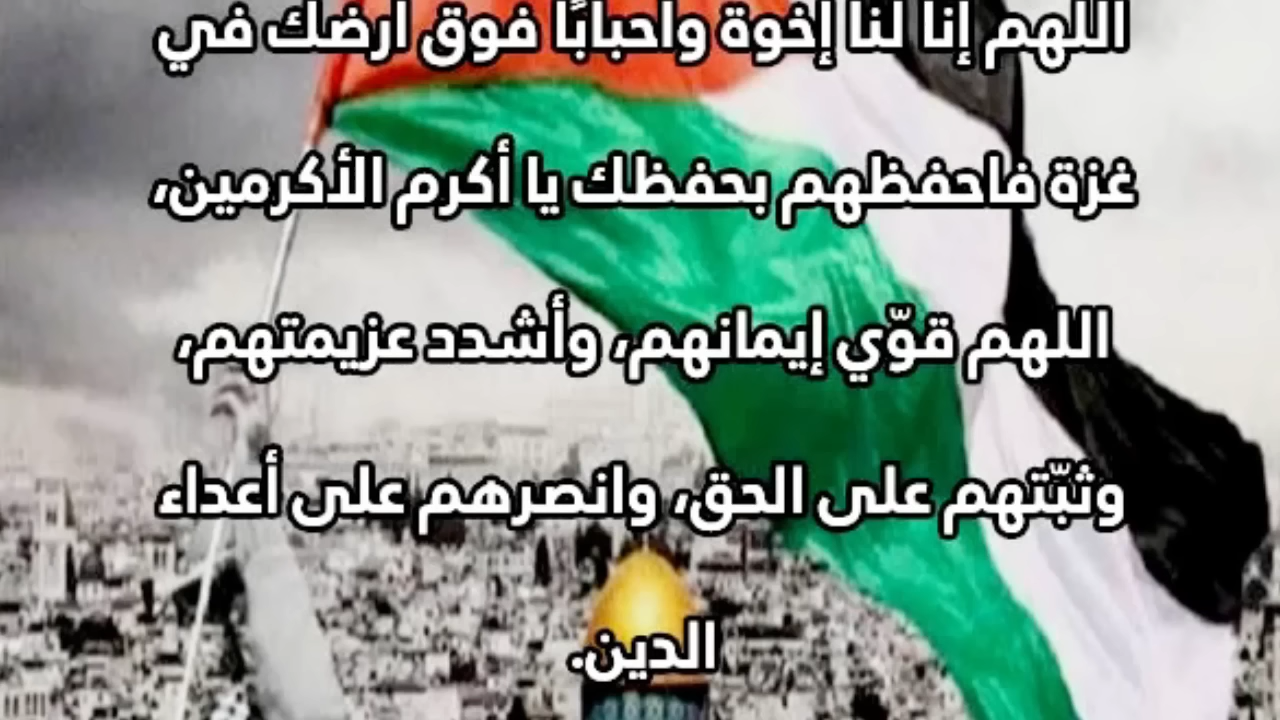 اللهم إنا لنا إخوة وأحبابًا فوق أرضك في
غزة فاحفظهم بحفظك يا أكرم الأكرمين،
اللهم قوّي إيمانهم، وأشدد عزيمتهم،
وثبّتهم على الحق، وانصرهم على أعداء
الدين.